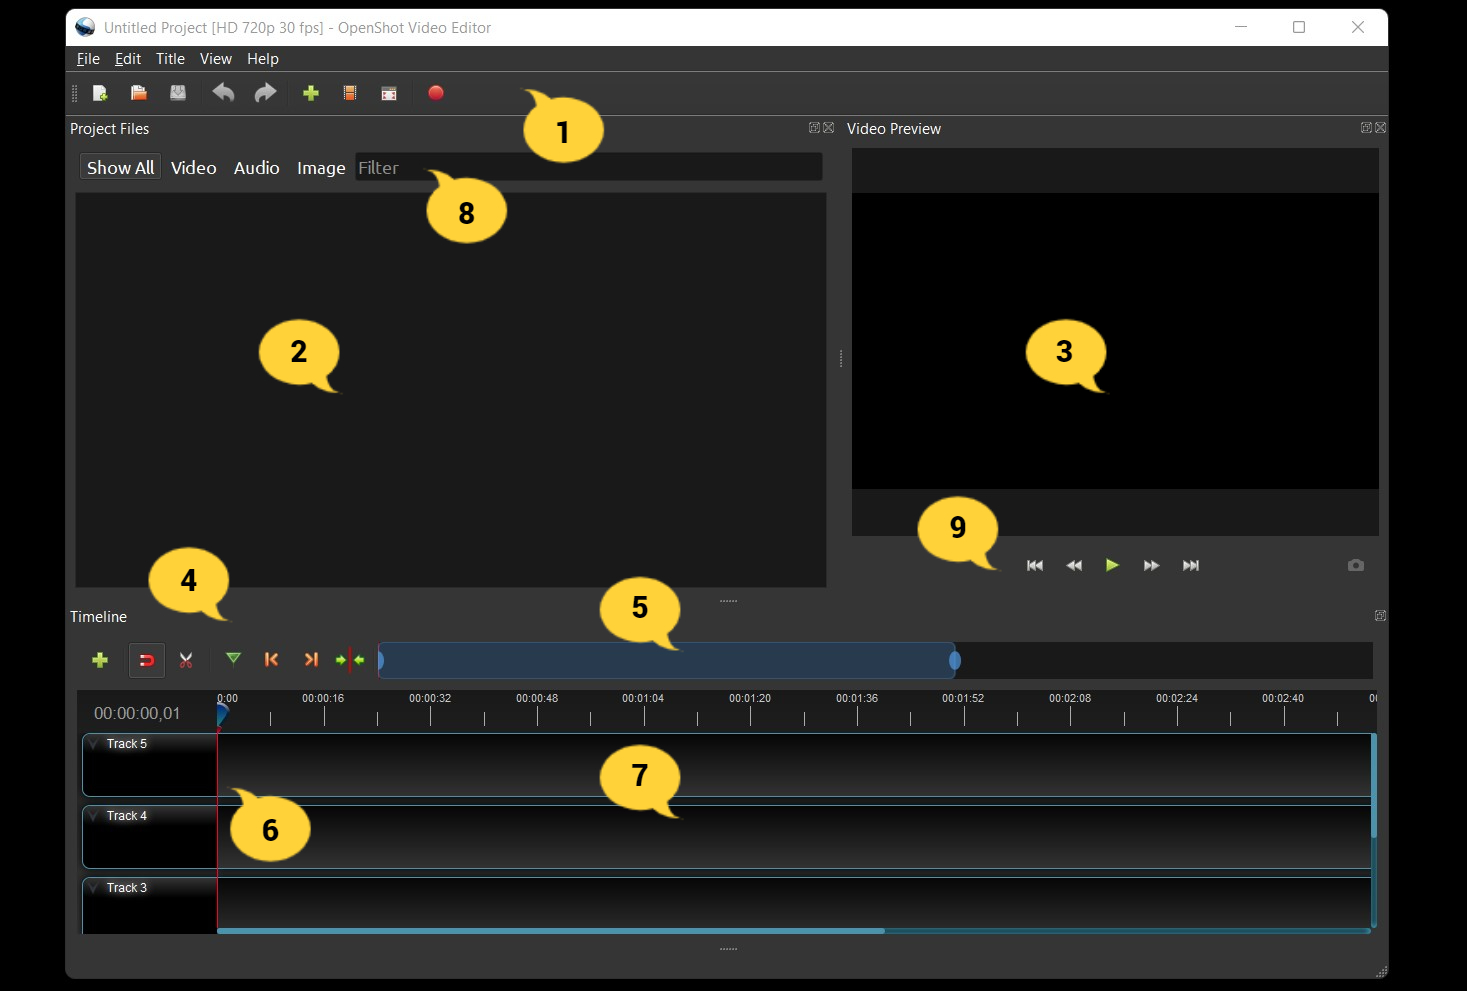 Untitled Project [HD 720p 30 fps] - OpenShot Video Editor
File Edit Title View Help
1
Project Files
Video Preview
Show All Video Audio Image Filter
8
2
3
9
4
5
Timeline
00:00:00,01
0:00 00:00:16 00:00:32 00:00:48 00:01:04 00:01:20 00:01:36 00:01:52 00:02:08 00:02:24 00:02:40
Track 5
7
Track 4
6
Track 3